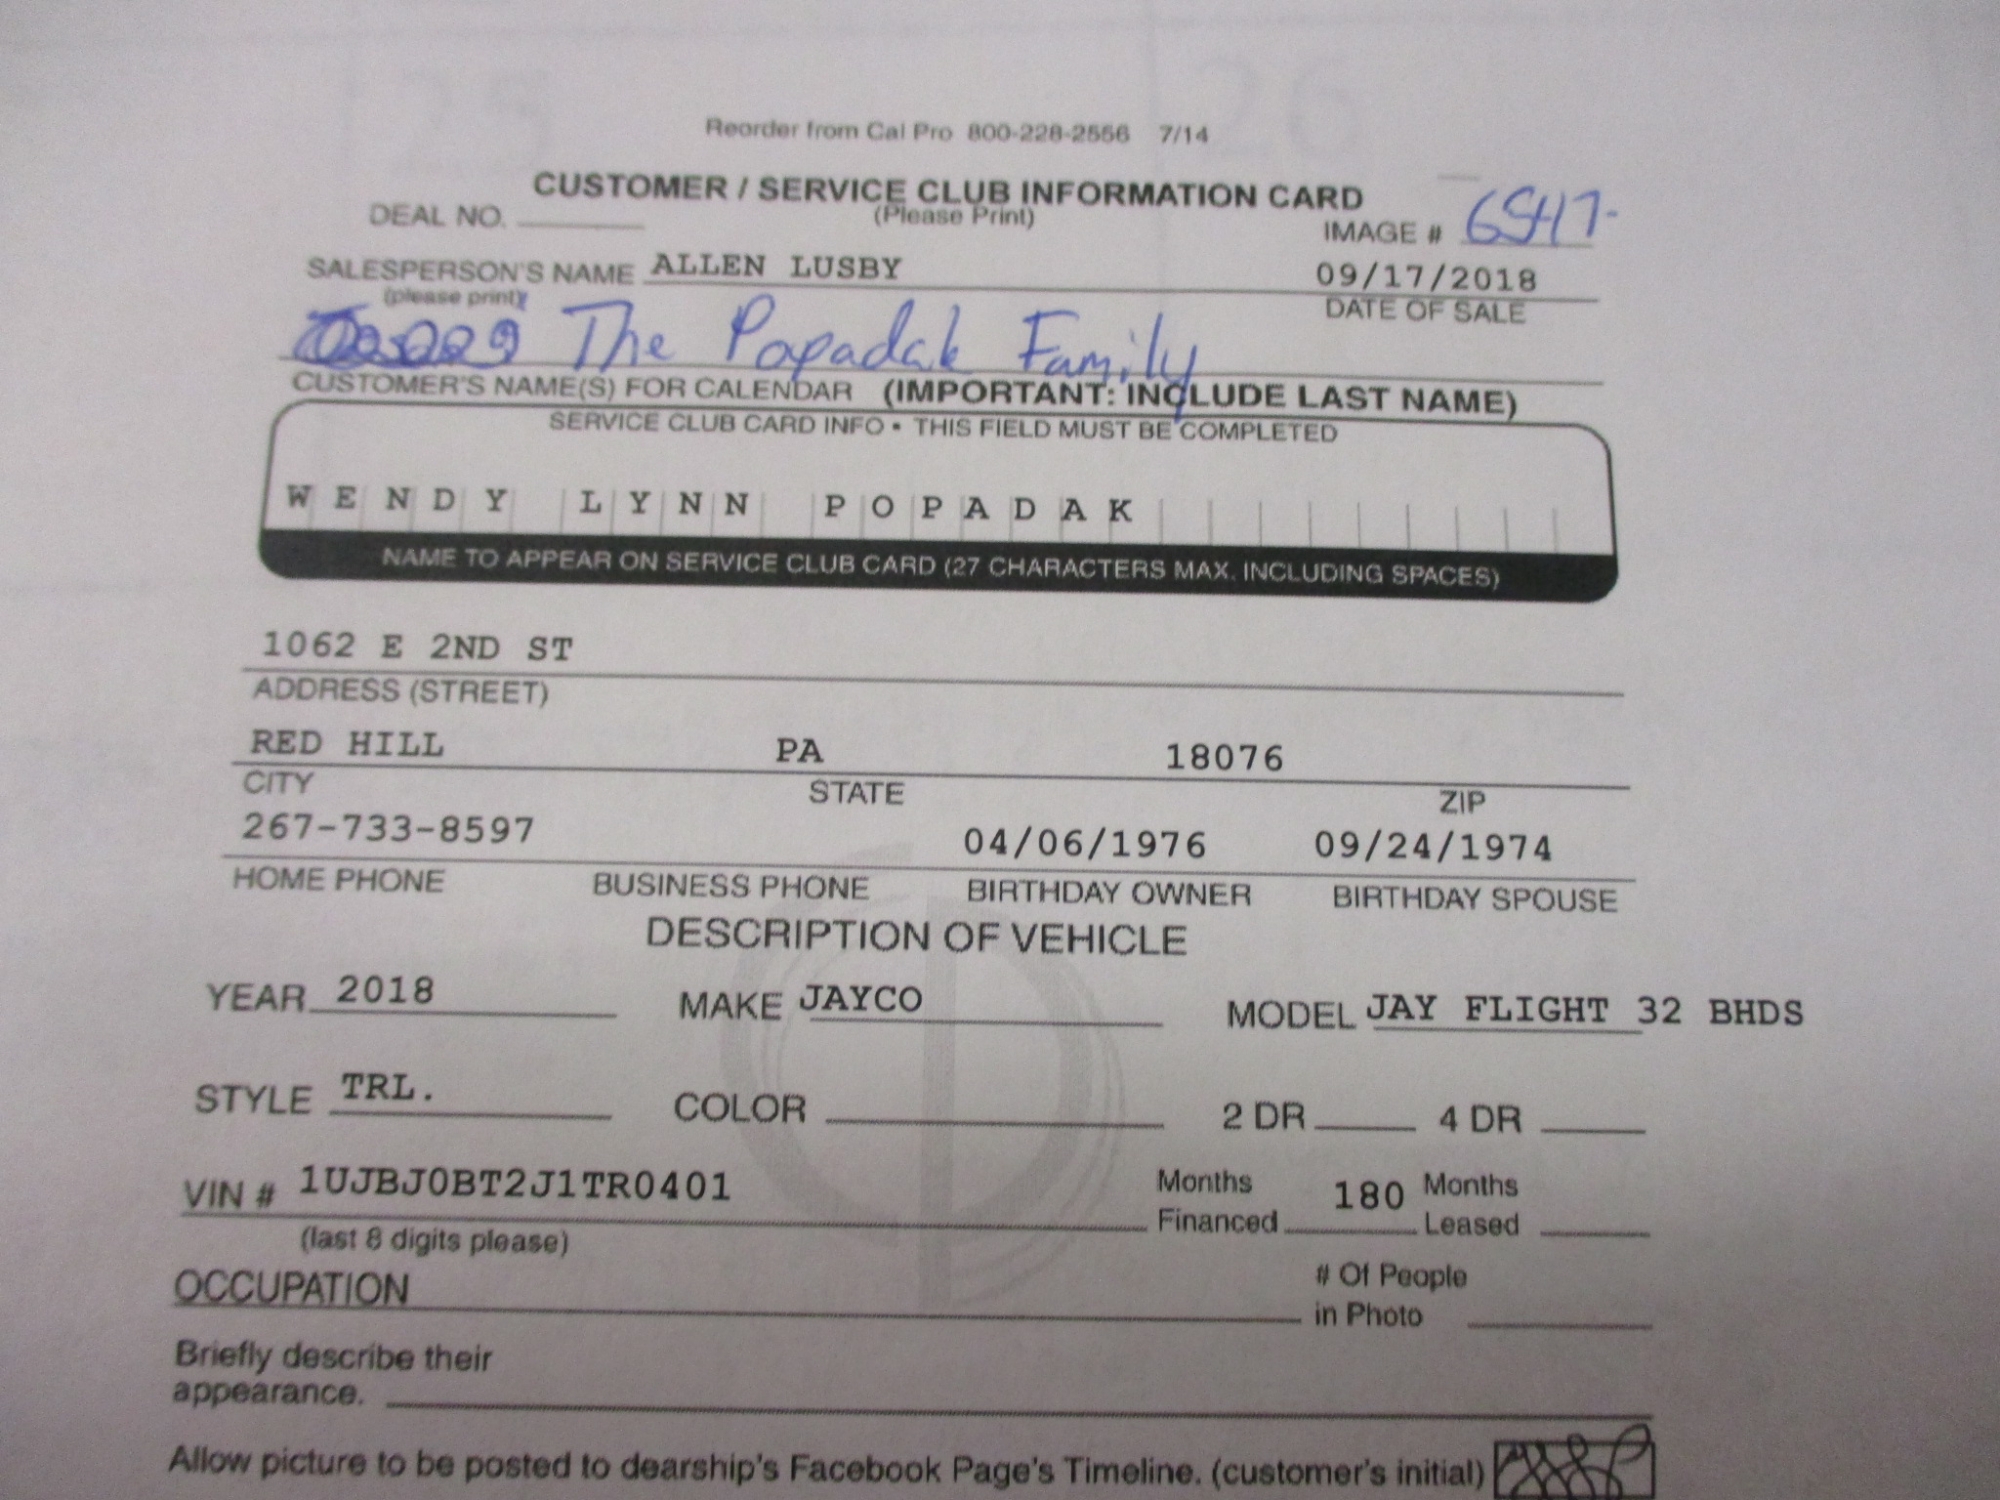 Reorder from Cal Pro 800-228-2556 7/14
CUSTOMER / SERVICE CLUB INFORMATION CARD
(Please Print)
DEAL NO.
IMAGE #
SALESPERSON'S NAME ALLEN LUSBY 09/17/2018
(please print) DATE OF SALE
The Popadak Family
CUSTOMER'S NAME(S) FOR CALENDAR (IMPORTANT: INCLUDE LAST NAME)
SERVICE CLUB CARD INFO • THIS FIELD MUST BE COMPLETED
WENDY LYNN POPADAK
NAME TO APPEAR ON SERVICE CLUB CARD (27 CHARACTERS MAX. INCLUDING SPACES)
1062 E 2ND ST
ADDRESS (STREET)
RED HILL PA 18076
CITY STATE ZIP
267-733-8597 04/06/1976 09/24/1974
HOME PHONE BUSINESS PHONE BIRTHDAY OWNER BIRTHDAY SPOUSE
DESCRIPTION OF VEHICLE
YEAR 2018 MAKE JAYCO MODEL JAY FLIGHT 32 BHDS
STYLE TRL. COLOR 2 DR 4 DR
VIN # 1UJBJ0BT2J1TR0401 Months Financed 180 Months Leased
(last 8 digits please)
OCCUPATION # Of People in Photo
Briefly describe their
appearance.
Allow picture to be posted to dearship's Facebook Page's Timeline. (customer's initial)